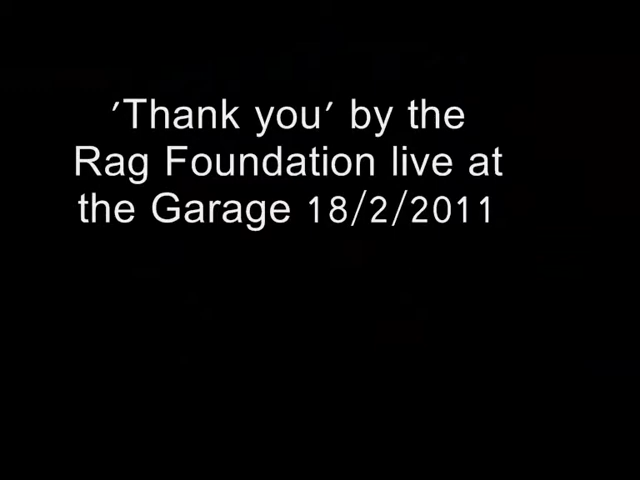 'Thank you' by the
Rag Foundation live at
the Garage 18/2/2011